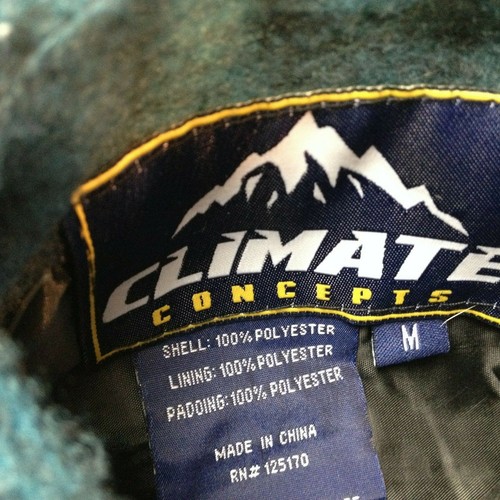 CLIMATE
CONCEPTS
M
SHELL: 100% POLYESTER
LINING: 100% POLYESTER
PADDING: 100% POLYESTER
MADE IN CHINA
RN# 125170